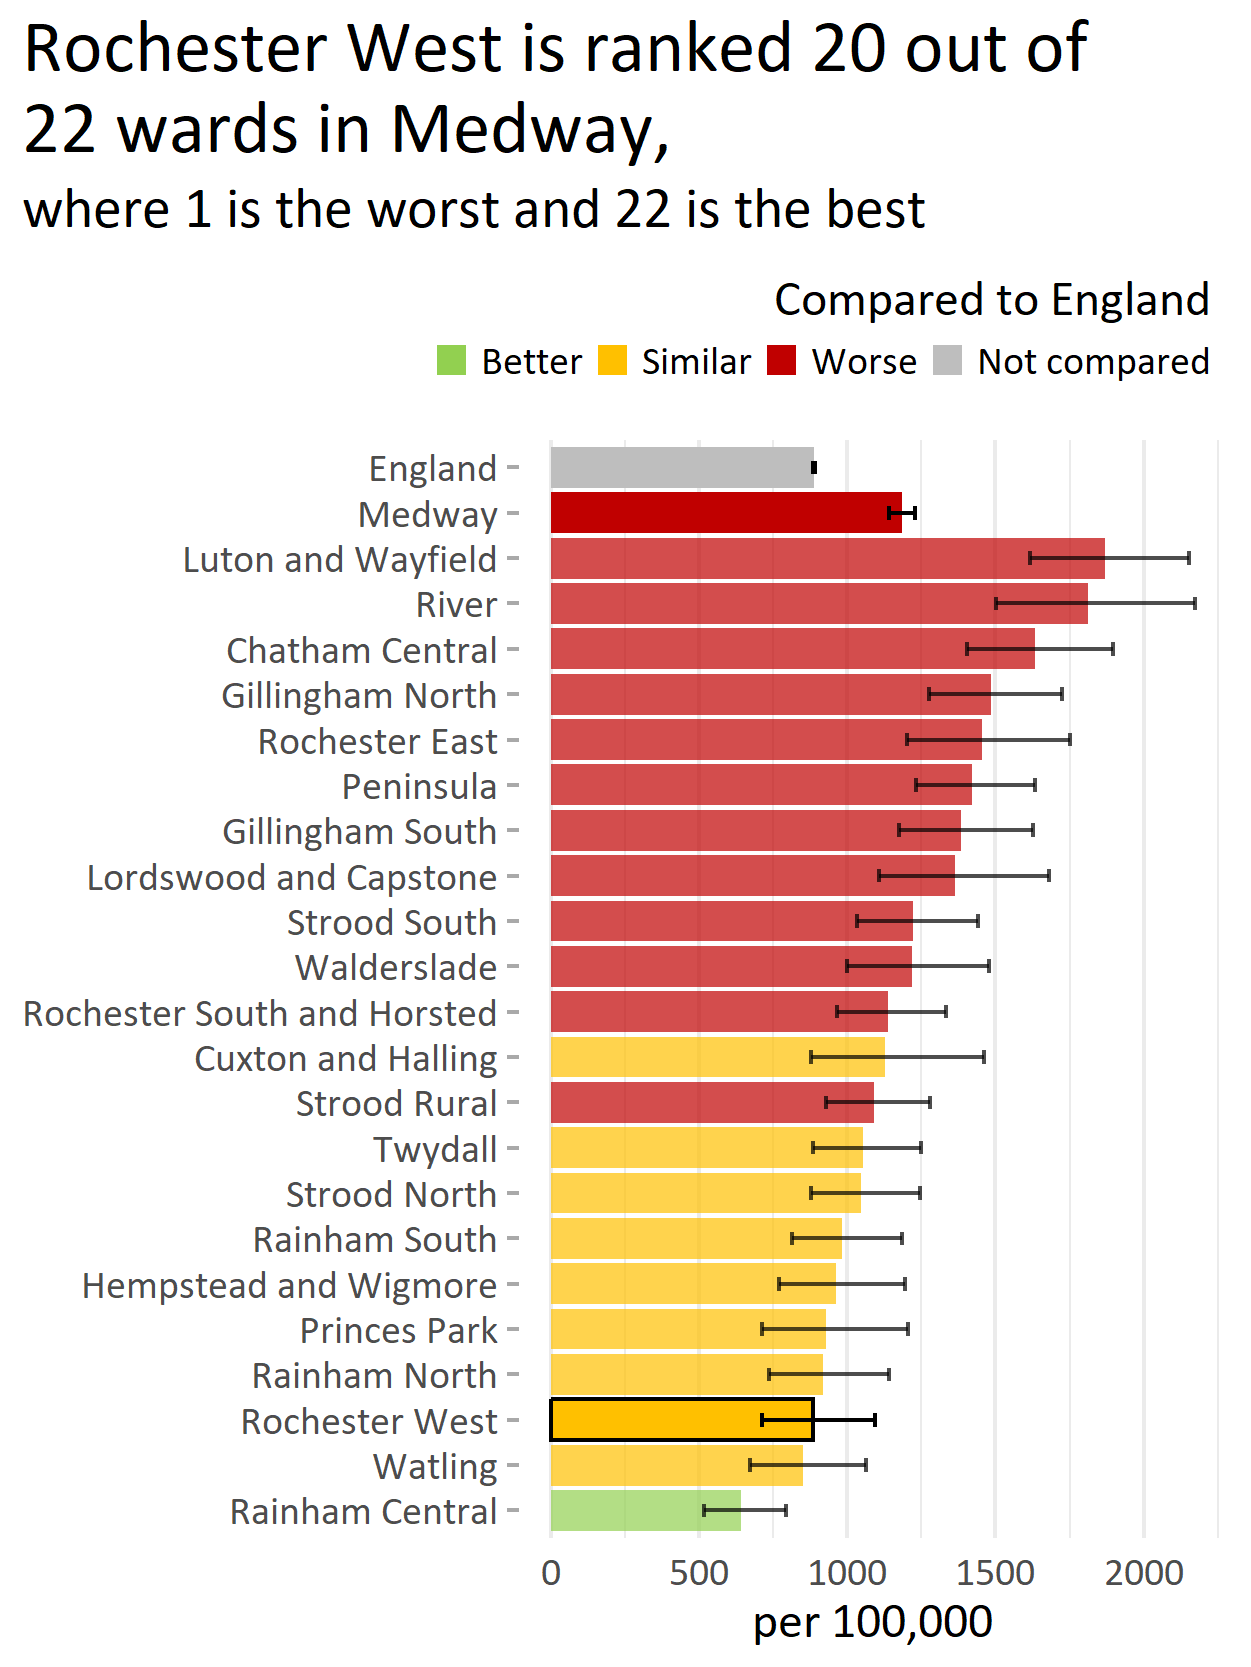 Rochester West is ranked 20 out of
22 wards in Medway,
where 1 is the worst and 22 is the best
Compared to England
Better Similar Worse Not compared
England
Medway
Luton and Wayfield
River
Chatham Central
Gillingham North
Rochester East
Peninsula
Gillingham South
Lordswood and Capstone
Strood South
Walderslade
Rochester South and Horsted
Cuxton and Halling
Strood Rural
Twydall
Strood North
Rainham South
Hempstead and Wigmore
Princes Park
Rainham North
Rochester West
Watling
Rainham Central
0 500 1000 1500 2000
per 100,000